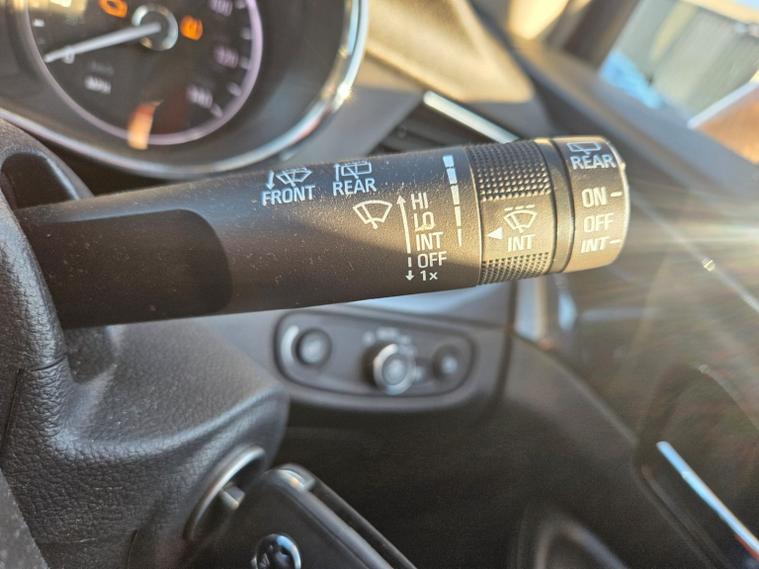 FRONT
REAR
HI
LO
INT
OFF
1x
INT
REAR
ON
OFF
INT